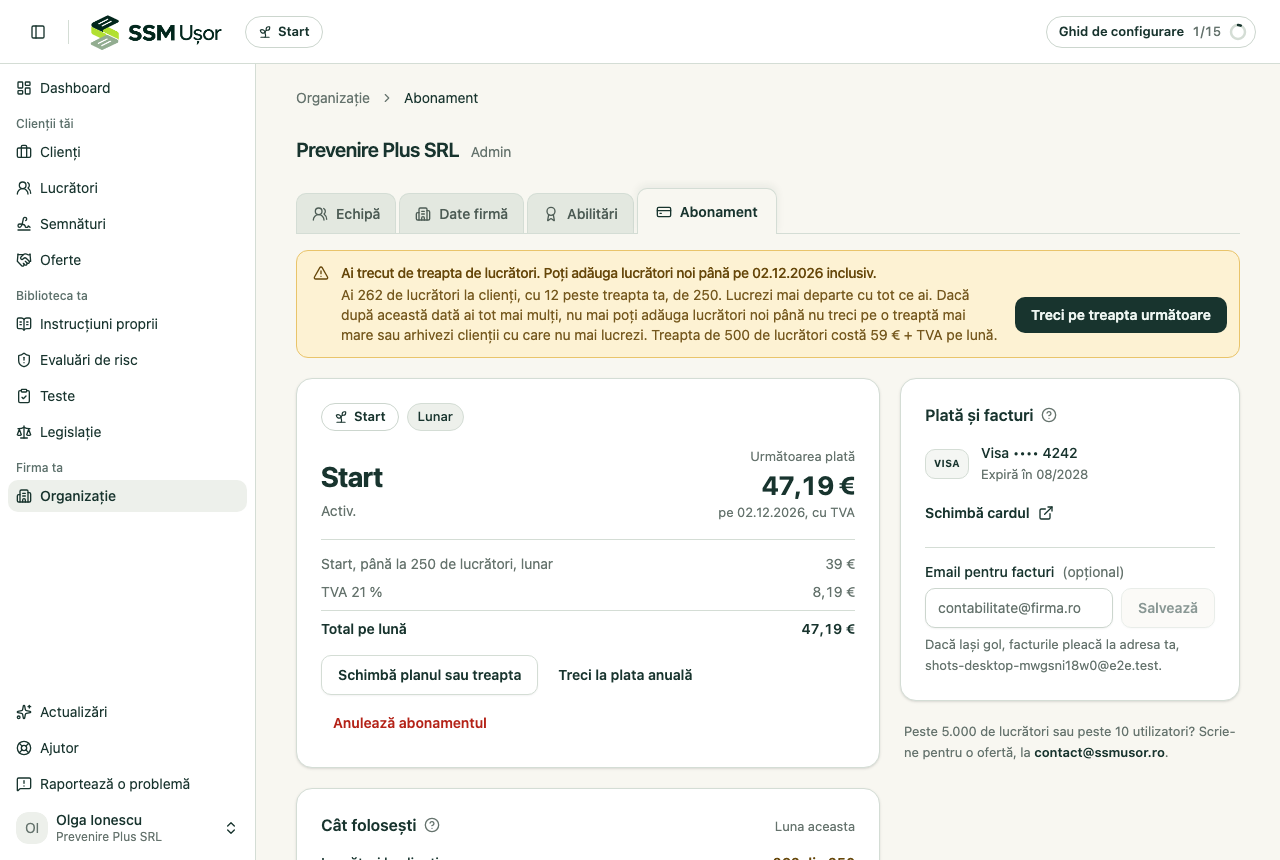 SSM Ușor
Start
Ghid de configurare 1/15
Dashboard
Clienții tăi
Clienți
Lucrători
Semnături
Oferte
Biblioteca ta
Instrucțiuni proprii
Evaluări de risc
Teste
Legislație
Firma ta
Organizație
Actualizări
Ajutor
Raportează o problemă
OI
Olga Ionescu
Prevenire Plus SRL
Organizație > Abonament
Prevenire Plus SRL Admin
Echipă
Date firmă
Abilitări
Abonament
Ai trecut de treapta de lucrători. Poți adăuga lucrători noi până pe 02.12.2026 inclusiv.
Ai 262 de lucrători la clienți, cu 12 peste treapta ta, de 250. Lucrezi mai departe cu tot ce ai. Dacă
după această dată ai tot mai mulți, nu mai poți adăuga lucrători noi până nu treci pe o treaptă mai
mare sau arhivezi clienții cu care nu mai lucrezi. Treapta de 500 de lucrători costă 59 € + TVA pe lună.
Treci pe treapta următoare
Start
Lunar
Start
Activ.
Următoarea plată
47,19 €
pe 02.12.2026, cu TVA
Start, până la 250 de lucrători, lunar 39 €
TVA 21 % 8,19 €
Total pe lună 47,19 €
Schimbă planul sau treapta
Treci la plata anuală
Anulează abonamentul
Plată și facturi
VISA
Visa •••• 4242
Expiră în 08/2028
Schimbă cardul
Email pentru facturi (opțional)
contabilitate@firma.ro
Salvează
Dacă lași gol, facturile pleacă la adresa ta,
shots-desktop-mwgsni18w0@e2e.test.
Peste 5.000 de lucrători sau peste 10 utilizatori? Scrie-
ne pentru o ofertă, la contact@ssmusor.ro.
Cât folosești
Luna aceasta